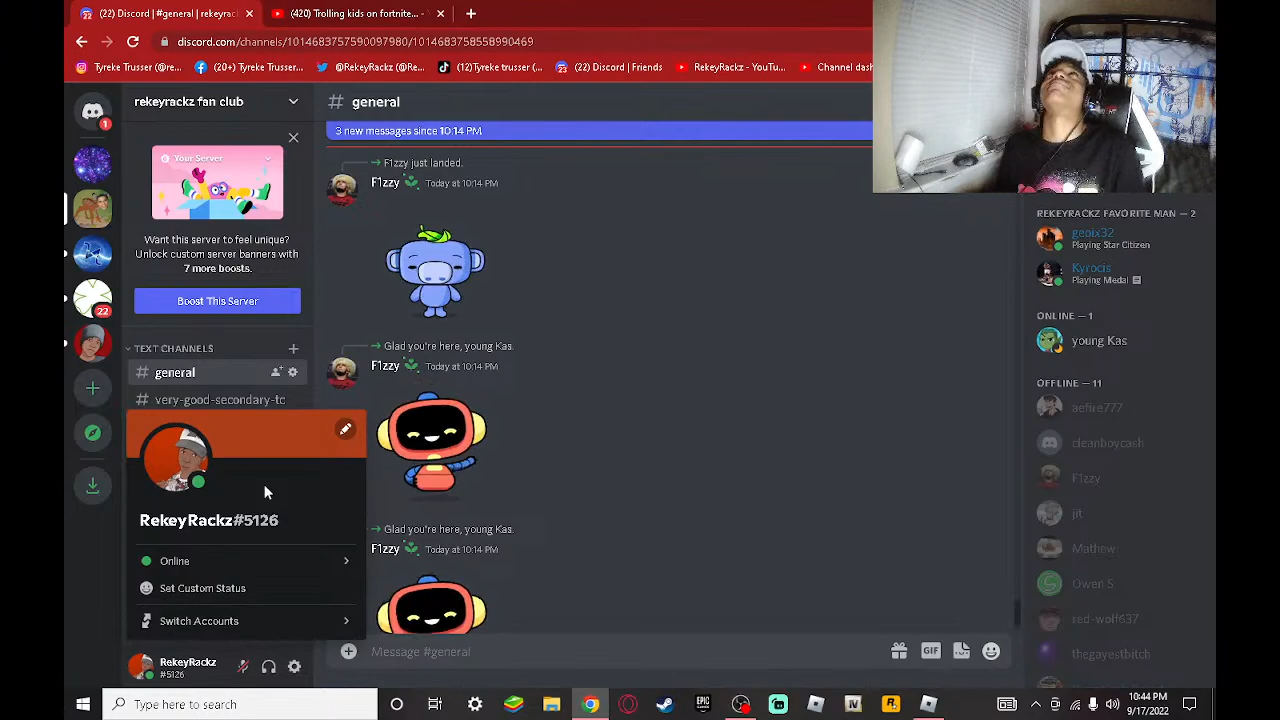 (22) Discord | #general | rekeyrac
(420) Trolling kids on fortnite... -
discord.com/channels/1014683757590097980/1014683758558990469
Tyreke Trusser (@re...
(20+) Tyreke Trusser...
@RekeyRackz (@Re...
(12)Tyreke trusser (...
(22) Discord | Friends
RekeyRackz - YouTu...
Channel dash
rekeyrackz fan club
general
1
3 new messages since 10:14 PM
Your Server
F1zzy just landed.
F1zzy Today at 10:14 PM
Want this server to feel unique?
Unlock custom server banners with
7 more boosts.
Boost This Server
22
TEXT CHANNELS
general
very-good-secondary-tc
Glad you're here, young Kas.
F1zzy Today at 10:14 PM
Glad you're here, young Kas.
F1zzy Today at 10:14 PM
RekeyRackz#5126
Online
Set Custom Status
Switch Accounts
RekeyRackz
#5126
Message #general
GIF
REKEYRACKZ FAVORITE MAN — 2
geoix32
Playing Star Citizen
Kyrocis
Playing Medal
ONLINE — 1
young Kas
OFFLINE — 11
aefire777
cleanboycash
F1zzy
jit
Mathew
Owen S
red-wolf637
thegayestbitch
Type here to search
EPIC
IV
R
10:44 PM
9/17/2022